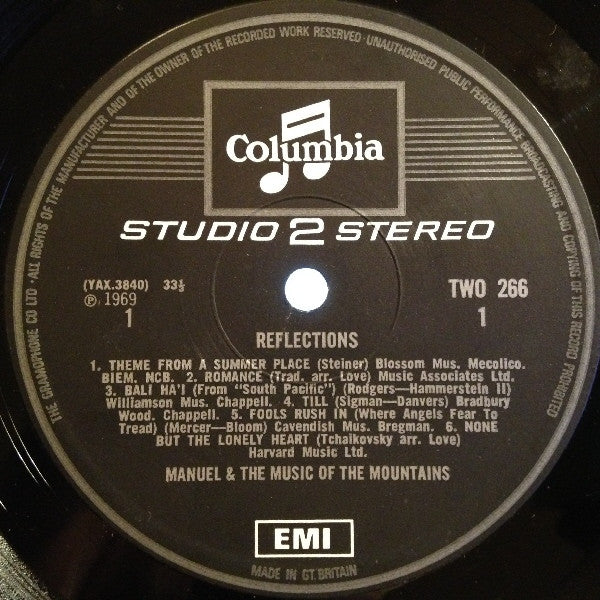 THE GRAMOPHONE CO LTD · ALL RIGHTS OF THE MANUFACTURER AND OF THE OWNER OF THE RECORDED WORK RESERVED · UNAUTHORISED PUBLIC PERFORMANCE BROADCASTING AND COPYING OF THIS RECORD PROHIBITED
Columbia
STUDIO 2 STEREO
(YAX.3840) 33⅓
℗ 1969
1
TWO 266
1
REFLECTIONS
1. THEME FROM A SUMMER PLACE (Steiner) Blossom Mus. Mecolico.
BIEM. NCB. 2. ROMANCE (Trad. arr. Love) Music Associates Ltd.
3. BALI HA'I (From "South Pacific") (Rodgers—Hammerstein II)
Williamson Mus. Chappell. 4. TILL (Sigman—Danvers) Bradbury
Wood. Chappell. 5. FOOLS RUSH IN (Where Angels Fear To
Tread) (Mercer—Bloom) Cavendish Mus. Bregman. 6. NONE
BUT THE LONELY HEART (Tchaikovsky arr. Love)
Harvard Music Ltd.
MANUEL & THE MUSIC OF THE MOUNTAINS
EMI
MADE IN GT. BRITAIN